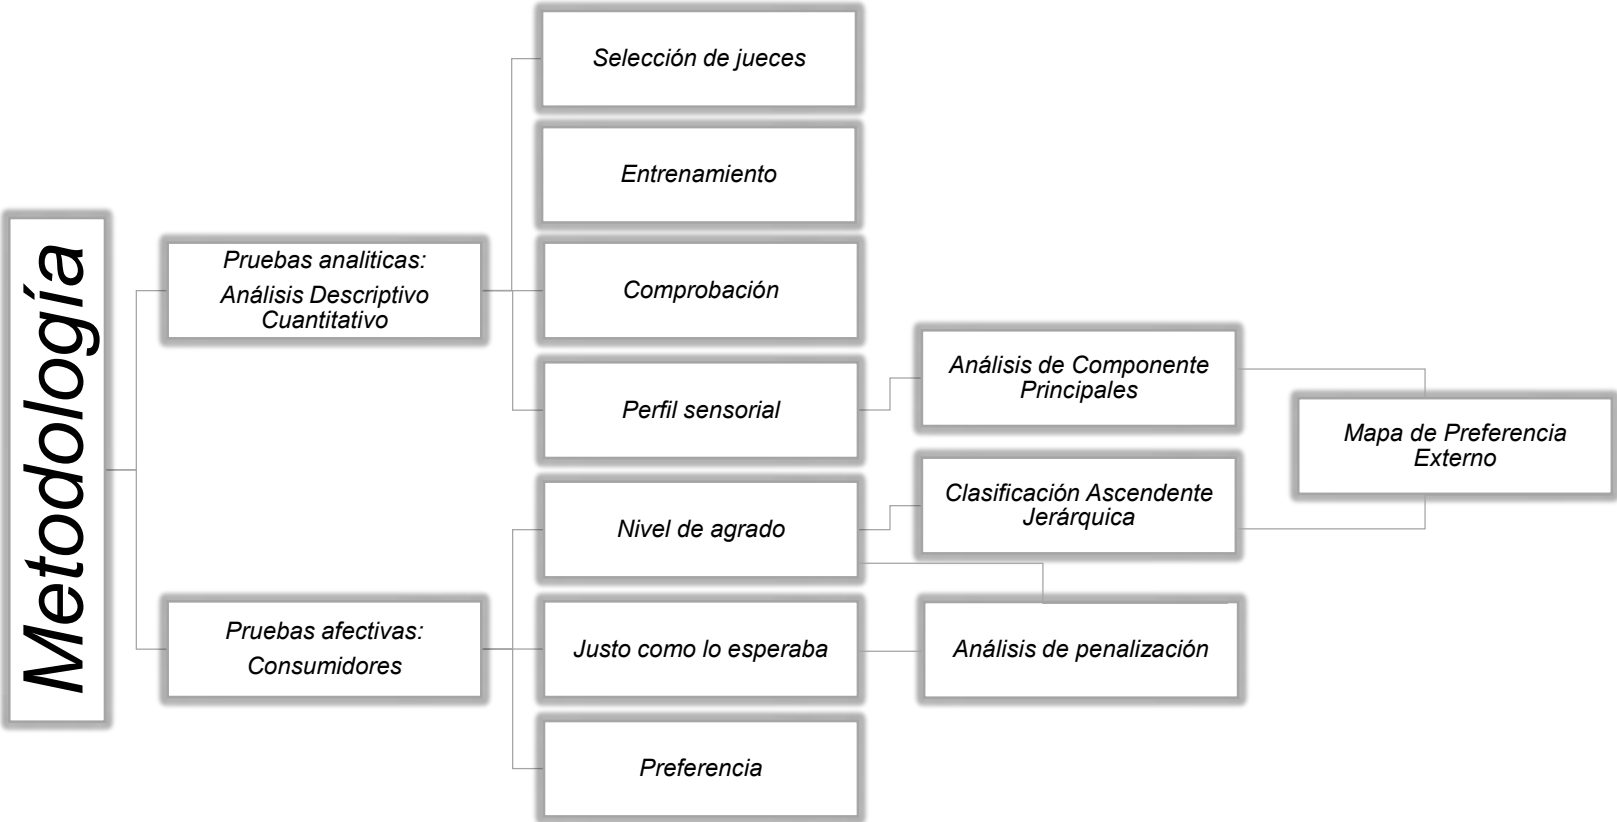 Metodología
Pruebas analiticas:
Análisis Descriptivo
Cuantitativo
Selección de jueces
Entrenamiento
Comprobación
Perfil sensorial
Análisis de Componente
Principales
Mapa de Preferencia
Externo
Pruebas afectivas:
Consumidores
Nivel de agrado
Clasificación Ascendente
Jerárquica
Justo como lo esperaba
Análisis de penalización
Preferencia